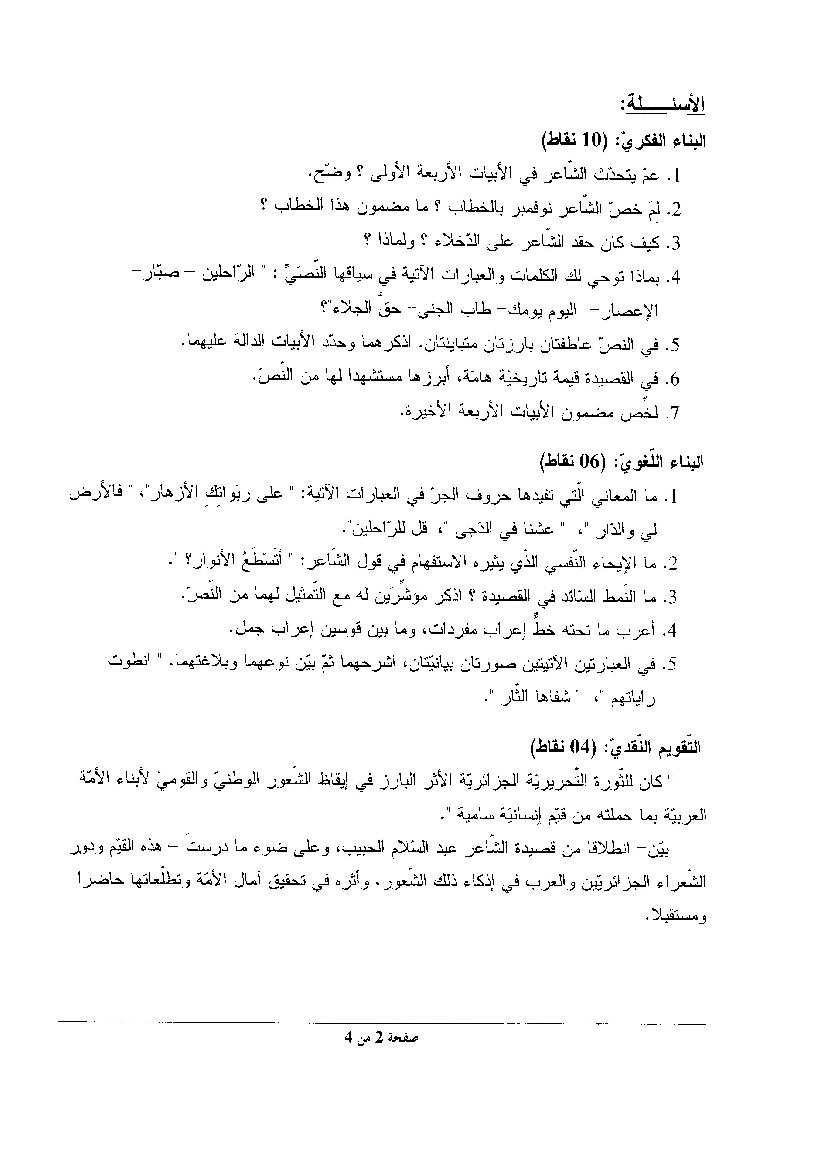 الأسئـــــلة:
البناء الفكريّ: (10 نقاط)
1. عمّ يتحدّث الشّاعر في الأبيات الأربعة الأولى ؟ وضّح.
2. لِمَ خصّ الشّاعر نوفمبر بالخطاب ؟ ما مضمون هذا الخطاب ؟
3. كيف كان حقد الشّاعر على الدّخلاء ؟ ولماذا ؟
4. بماذا توحي لك الكلمات والعبارات الآتية في سياقها النّصّيّ : " الرّاحلين – صبّار–
الإعصار– اليوم يومك– طاب الجنى– حقَّ الجلاء"؟
5. في النصّ عاطفتان بارزتان متباينتان. اذكرهما وحدّد الأبيات الدالة عليهما.
6. في القصيدة قيمة تاريخيّة هامّة، أبرزها مستشهدا لها من النّصّ.
7. لخّص مضمون الأبيات الأربعة الأخيرة.
البناء اللّغويّ: (06 نقاط)
1. ما المعاني الّتي تفيدها حروف الجرّ في العبارات الآتية: " على ربَواتِكِ الأزهار"، " فالأرض
لي والدّار "، " عشنا في الدّجى "، قل للرّاحلين".
2. ما الإيحاء النّفسي الذّي يثيره الاستفهام في قول الشّاعر: " أتَسْطَعُ الأنوار؟ ".
3. ما النّمط السّائد في القصيدة ؟ اذكر مؤشّرَين له مع التّمثيل لهما من النّصّ.
4. أعرب ما تحته خطٌّ إعراب مفردات، وما بين قوسين إعراب جمل.
5. في العبارتين الآتيتين صورتان بيانيّتان، اشرحهما ثمّ بيّن نوعهما وبلاغتهما. " انطوت
راياتهم "، " شفاها الثّار ".
التّقويم النّقديّ: (04 نقاط)
" كان للثّورة التّحريريّة الجزائريّة الأثر البارز في إيقاظ الشّعور الوطنيّ والقوميّ لأبناء الأمّة
العربيّة بما حملته من قيَم إنسانيّة سامية ".
بيّن– انطلاقا من قصيدة الشّاعر عبد السّلام الحبيب، وعلى ضوء ما درستَ – هذه القيَم ودور
الشّعراء الجزائريّين والعرب في إذكاء ذلك الشّعور، وأثره في تحقيق آمال الأمّة وتطلّعاتها حاضرا
ومستقبلا.
صفحة 2 من 4